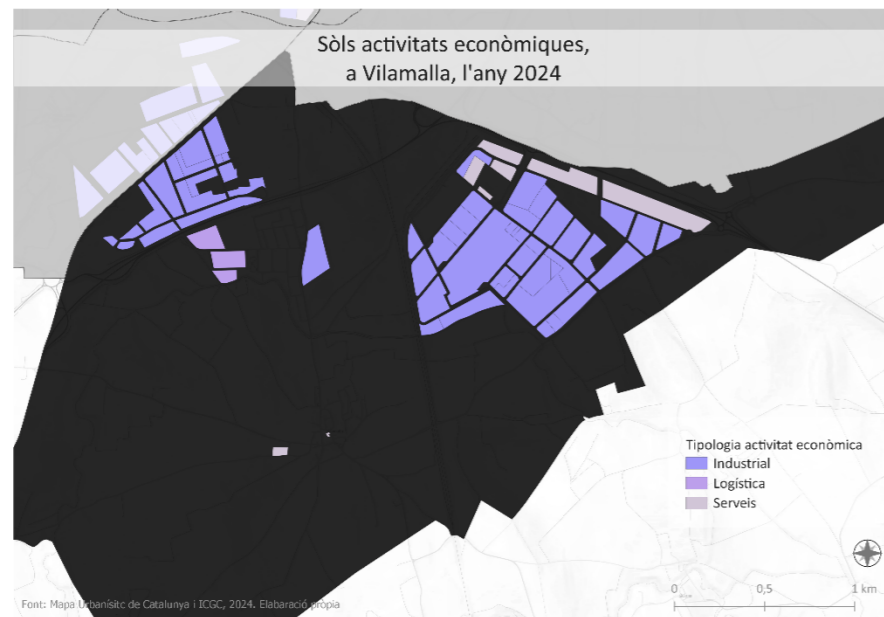 Sòls activitats econòmiques,
a Vilamalla, l'any 2024
Tipologia activitat econòmica
Industrial
Logística
Serveis
0 0,5 1 km
Font: Mapa Urbanísitc de Catalunya i ICGC, 2024. Elabaració pròpia